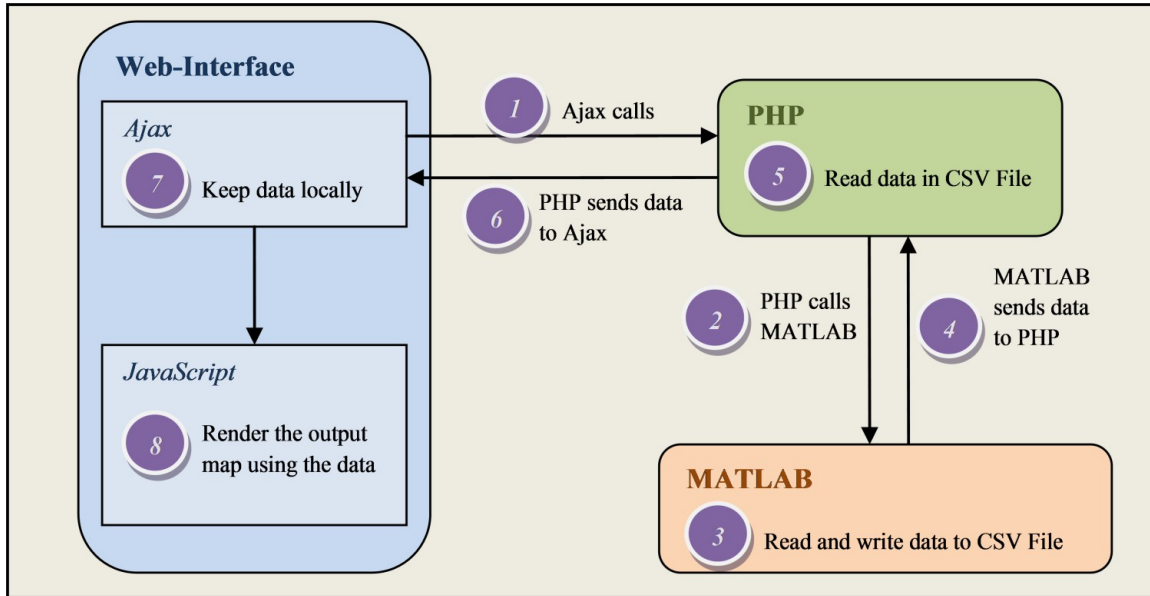 Web-Interface
Ajax
7
Keep data locally
1
Ajax calls
PHP
5
Read data in CSV File
6
PHP sends data
to Ajax
2
PHP calls
MATLAB
4
MATLAB
sends data
to PHP
JavaScript
8
Render the output
map using the data
MATLAB
3
Read and write data to CSV File